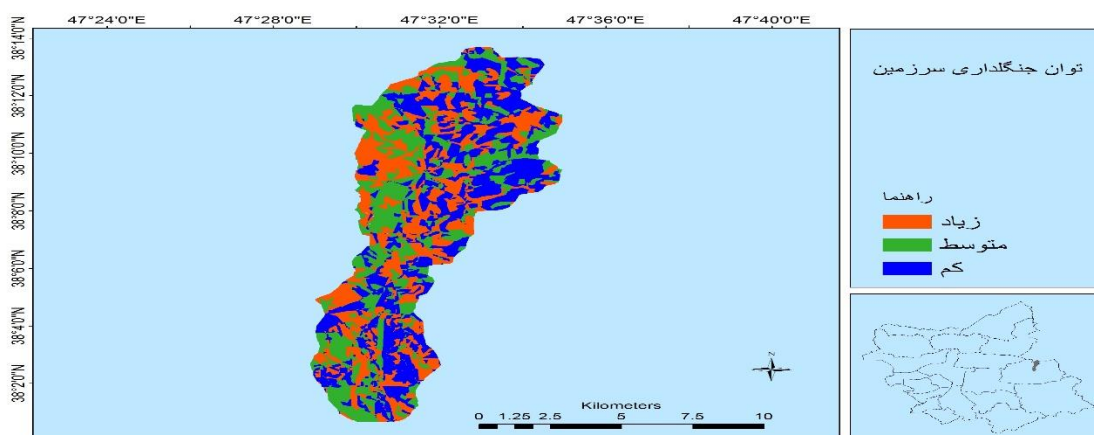 47°24'0"E 47°28'0"E 47°32'0"E 47°36'0"E 47°40'0"E
38°14'0"N
38°12'0"N
38°10'0"N
38°8'0"N
38°6'0"N
38°4'0"N
38°2'0"N
توان جنگلداری سرزمین
راهنما
زیاد
متوسط
کم
N
Kilometers
0 1.25 2.5 5 7.5 10